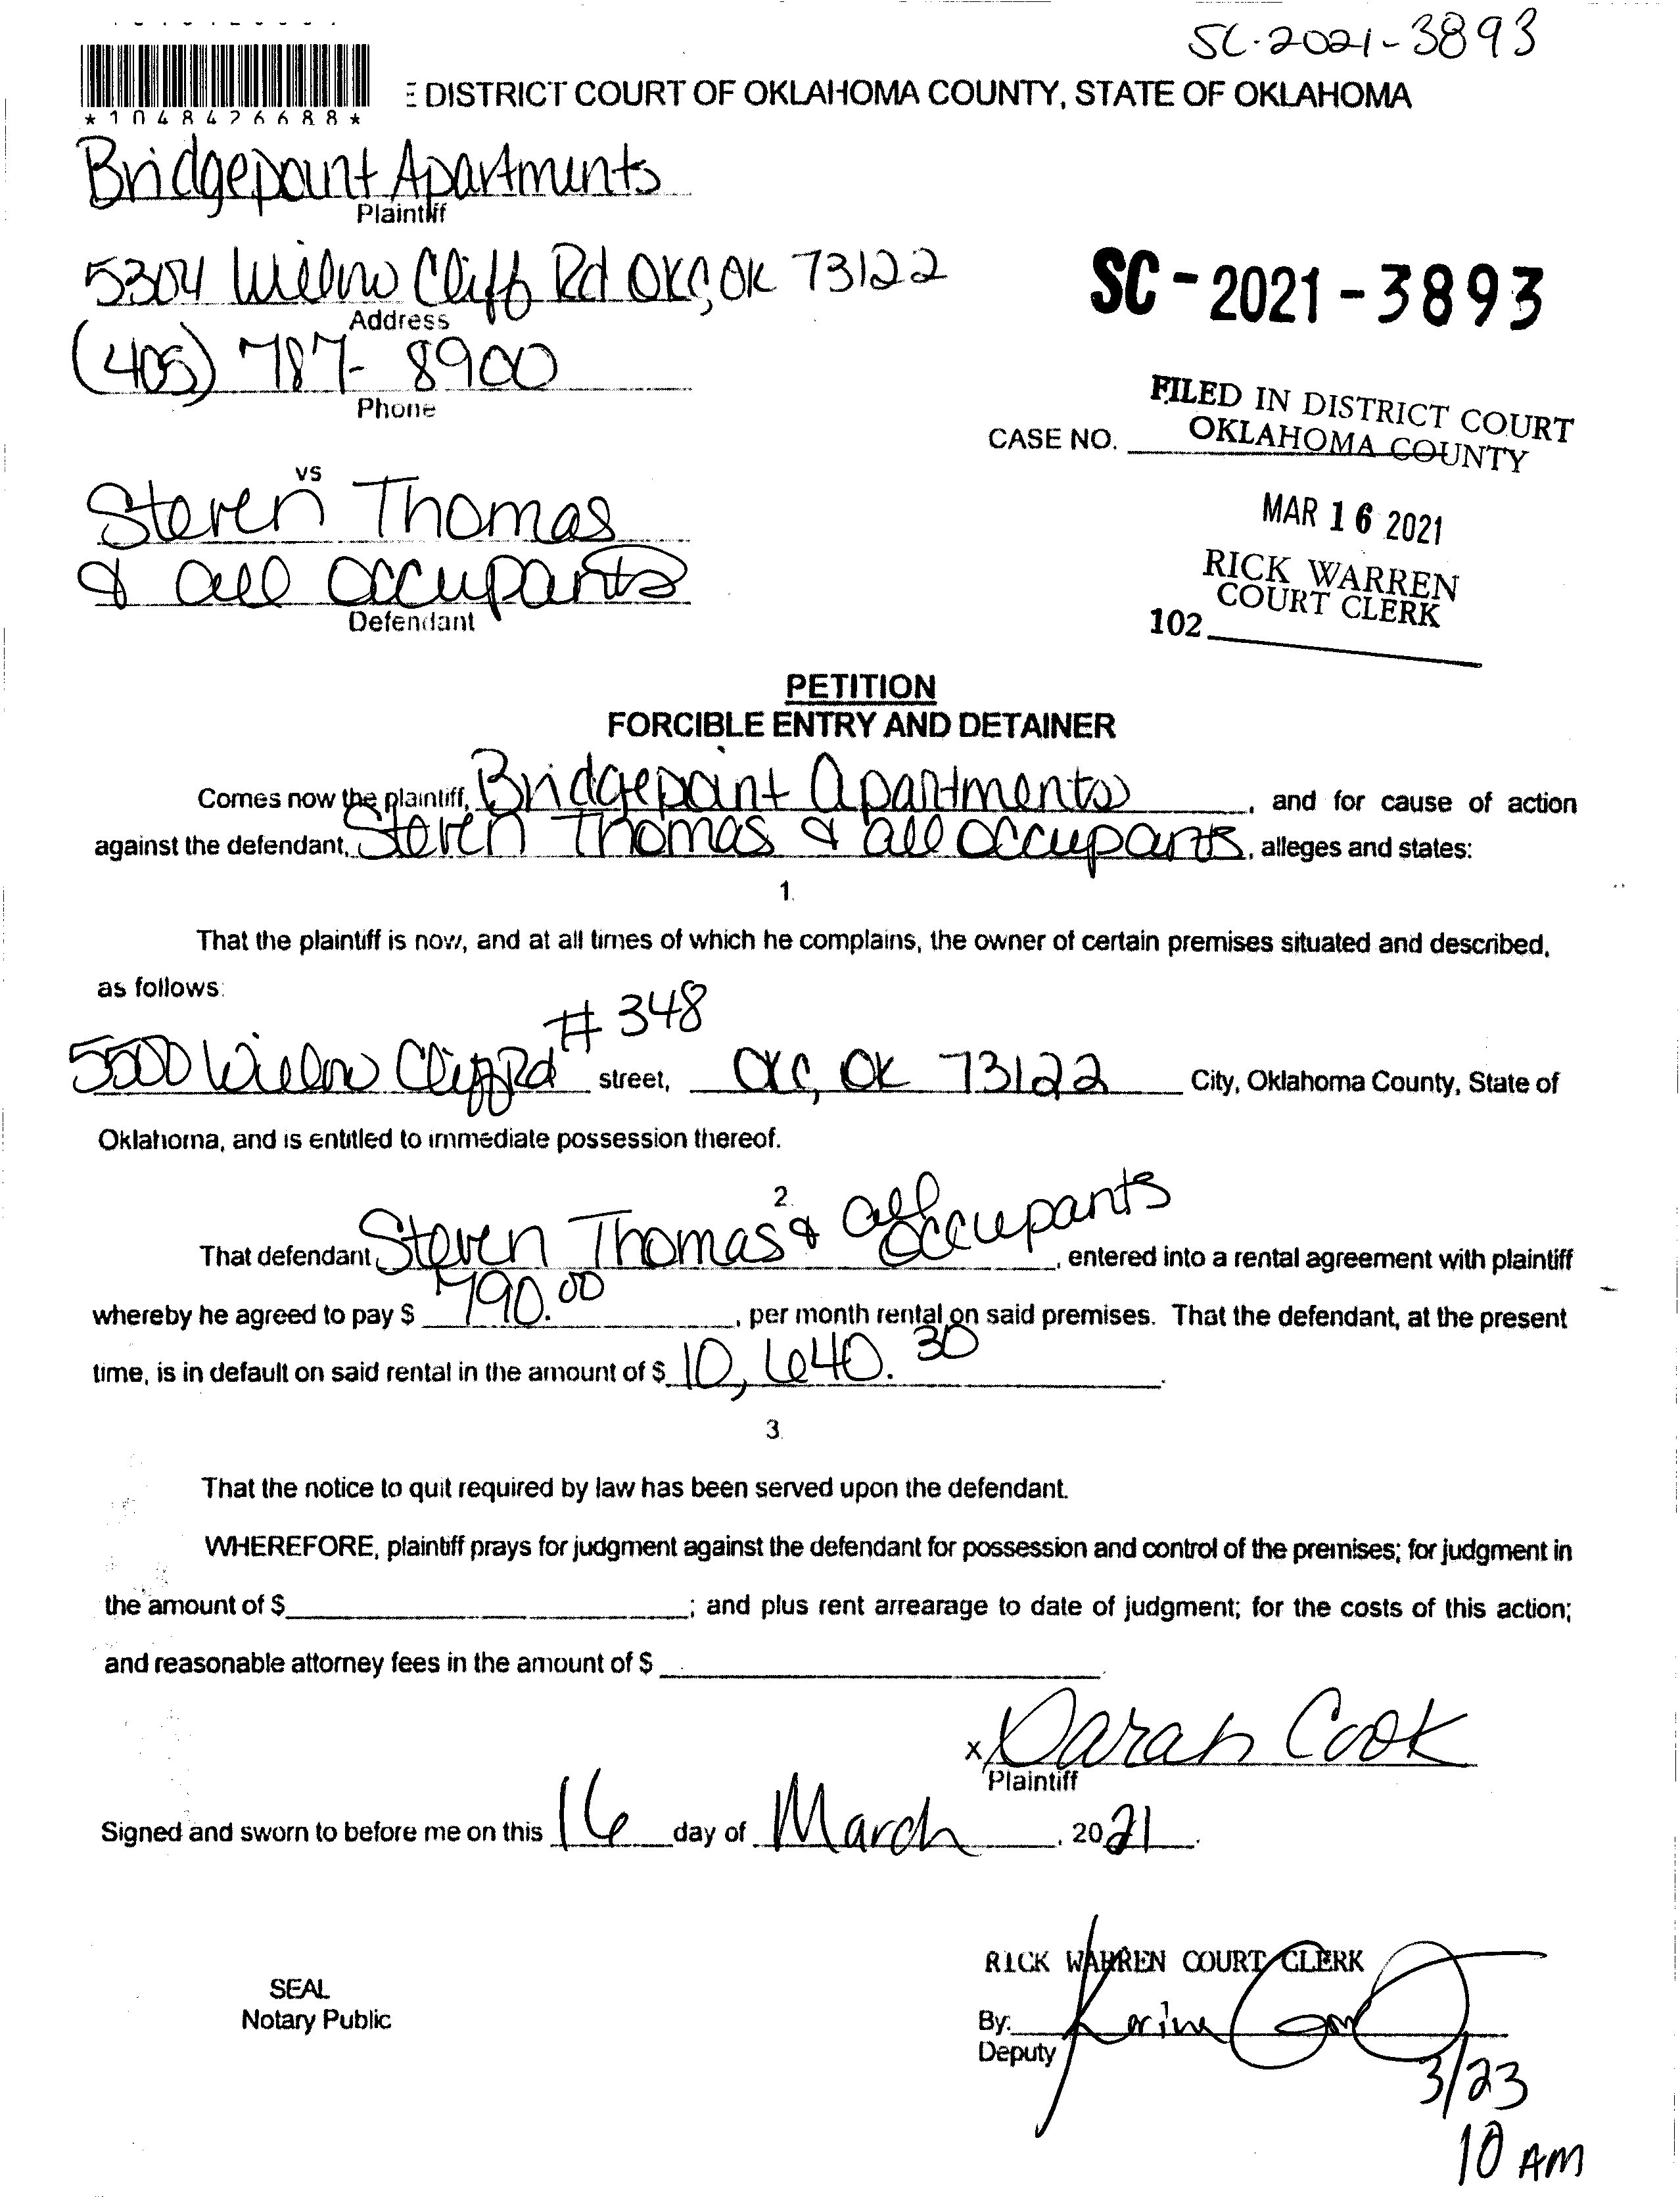 SC-2021-3893
DISTRICT COURT OF OKLAHOMA COUNTY, STATE OF OKLAHOMA
*1048426688*
Bridgepoint Apartments
Plaintiff
5304 Willow Cliff Rd OKC, OK 73122
Address
(405) 787-8900
Phone
SC-2021-3893
FILED IN DISTRICT COURT
OKLAHOMA COUNTY
CASE NO.
MAR 16 2021
RICK WARREN
COURT CLERK
102
vs
Steven Thomas
& all occupants
Defendant
PETITION
FORCIBLE ENTRY AND DETAINER
Comes now the plaintiff, Bridgepoint Apartments, and for cause of action
against the defendant, Steven Thomas & all occupants, alleges and states:
1.
That the plaintiff is now, and at all times of which he complains, the owner of certain premises situated and described,
as follows:
#348
5500 Willow Cliff Rd street, OKC, OK 73122 City, Oklahoma County, State of
Oklahoma, and is entitled to immediate possession thereof.
2.
That defendant, Steven Thomas & all occupants, entered into a rental agreement with plaintiff
whereby he agreed to pay $ 790.00, per month rental on said premises. That the defendant, at the present
time, is in default on said rental in the amount of $ 10,640.30.
3.
That the notice to quit required by law has been served upon the defendant.
WHEREFORE, plaintiff prays for judgment against the defendant for possession and control of the premises; for judgment in
the amount of $ ; and plus rent arrearage to date of judgment; for the costs of this action;
and reasonable attorney fees in the amount of $
x Sarah Cook
Plaintiff
Signed and sworn to before me on this 16 day of March, 2021.
RICK WARREN COURT CLERK
SEAL
Notary Public
By:
Deputy
3/23
10 AM